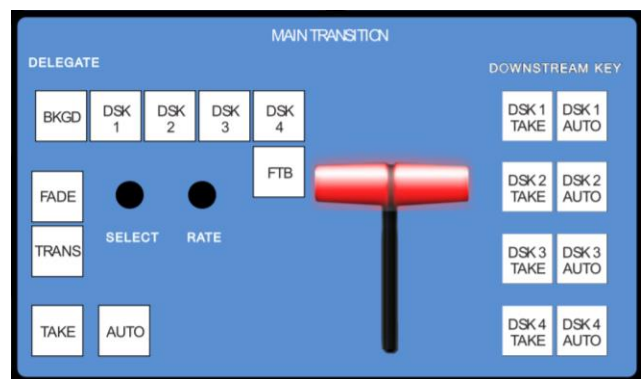 MAIN TRANSITION
DELEGATE
DOWNSTREAM KEY
BKGD
DSK
1
DSK
2
DSK
3
DSK
4
FTB
FADE
TRANS
SELECT
RATE
TAKE
AUTO
DSK 1
TAKE
DSK 1
AUTO
DSK 2
TAKE
DSK 2
AUTO
DSK 3
TAKE
DSK 3
AUTO
DSK 4
TAKE
DSK 4
AUTO